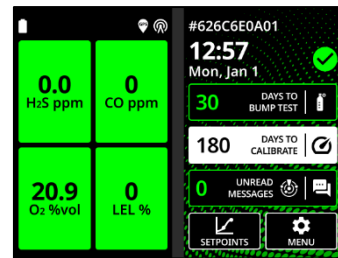 0.0
H₂S ppm
0
CO ppm
20.9
O₂ %vol
0
LEL %
#626C6E0A01
12:57
Mon, Jan 1
30
DAYS TO
BUMP TEST
180
DAYS TO
CALIBRATE
0
UNREAD
MESSAGES
SETPOINTS
MENU